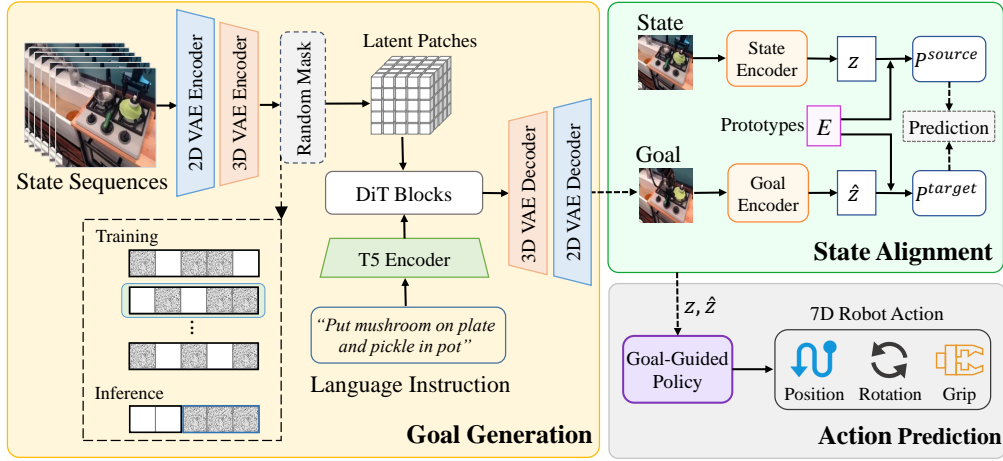 State Sequences
2D VAE Encoder
3D VAE Encoder
Random Mask
Latent Patches
DiT Blocks
T5 Encoder
“Put mushroom on plate
and pickle in pot”
Language Instruction
3D VAE Decoder
2D VAE Decoder
Training
...
Inference
Goal Generation
State
State
Encoder
z
P^source
Prototypes
E
Prediction
Goal
Goal
Encoder
ẑ
P^target
State Alignment
z, ẑ
Goal-Guided
Policy
7D Robot Action
Position
Rotation
Grip
Action Prediction